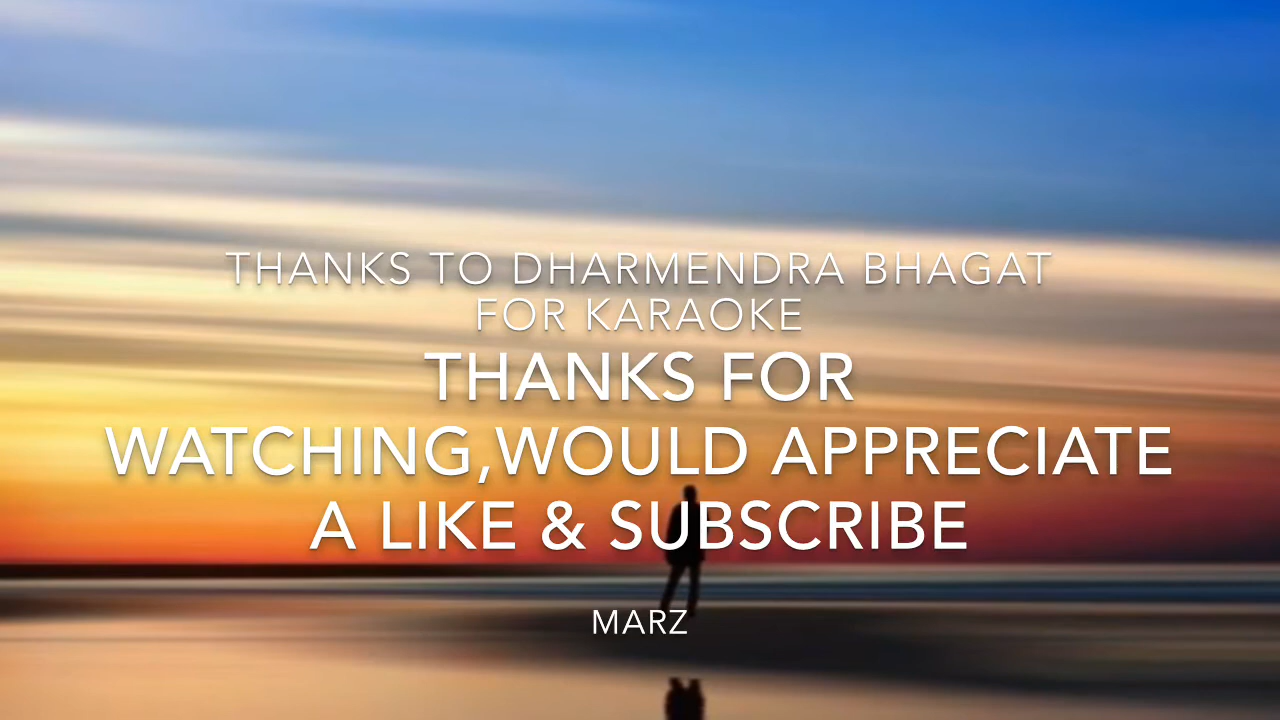 THANKS TO DHARMENDRA BHAGAT
FOR KARAOKE
THANKS FOR
WATCHING,WOULD APPRECIATE
A LIKE & SUBSCRIBE
MARZ